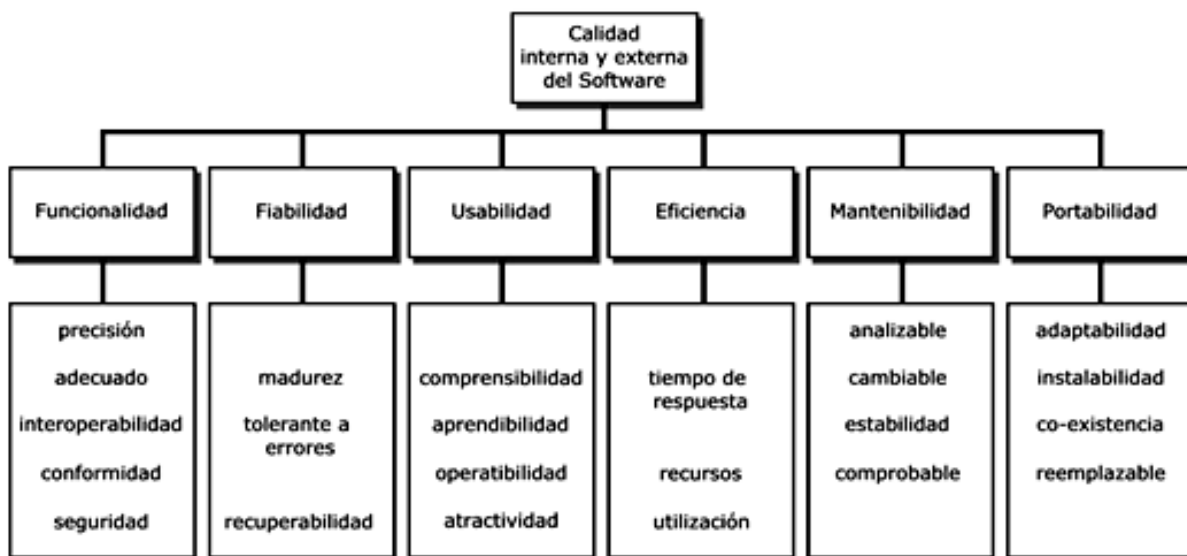 Calidad
interna y externa
del Software
Funcionalidad
Fiabilidad
Usabilidad
Eficiencia
Mantenibilidad
Portabilidad
precisión
adecuado
interoperabilidad
conformidad
seguridad
madurez
tolerante a
errores
recuperabilidad
comprensibilidad
aprendibilidad
operatibilidad
atractividad
tiempo de
respuesta
recursos
utilización
analizable
cambiable
estabilidad
comprobable
adaptabilidad
instalabilidad
co-existencia
reemplazable